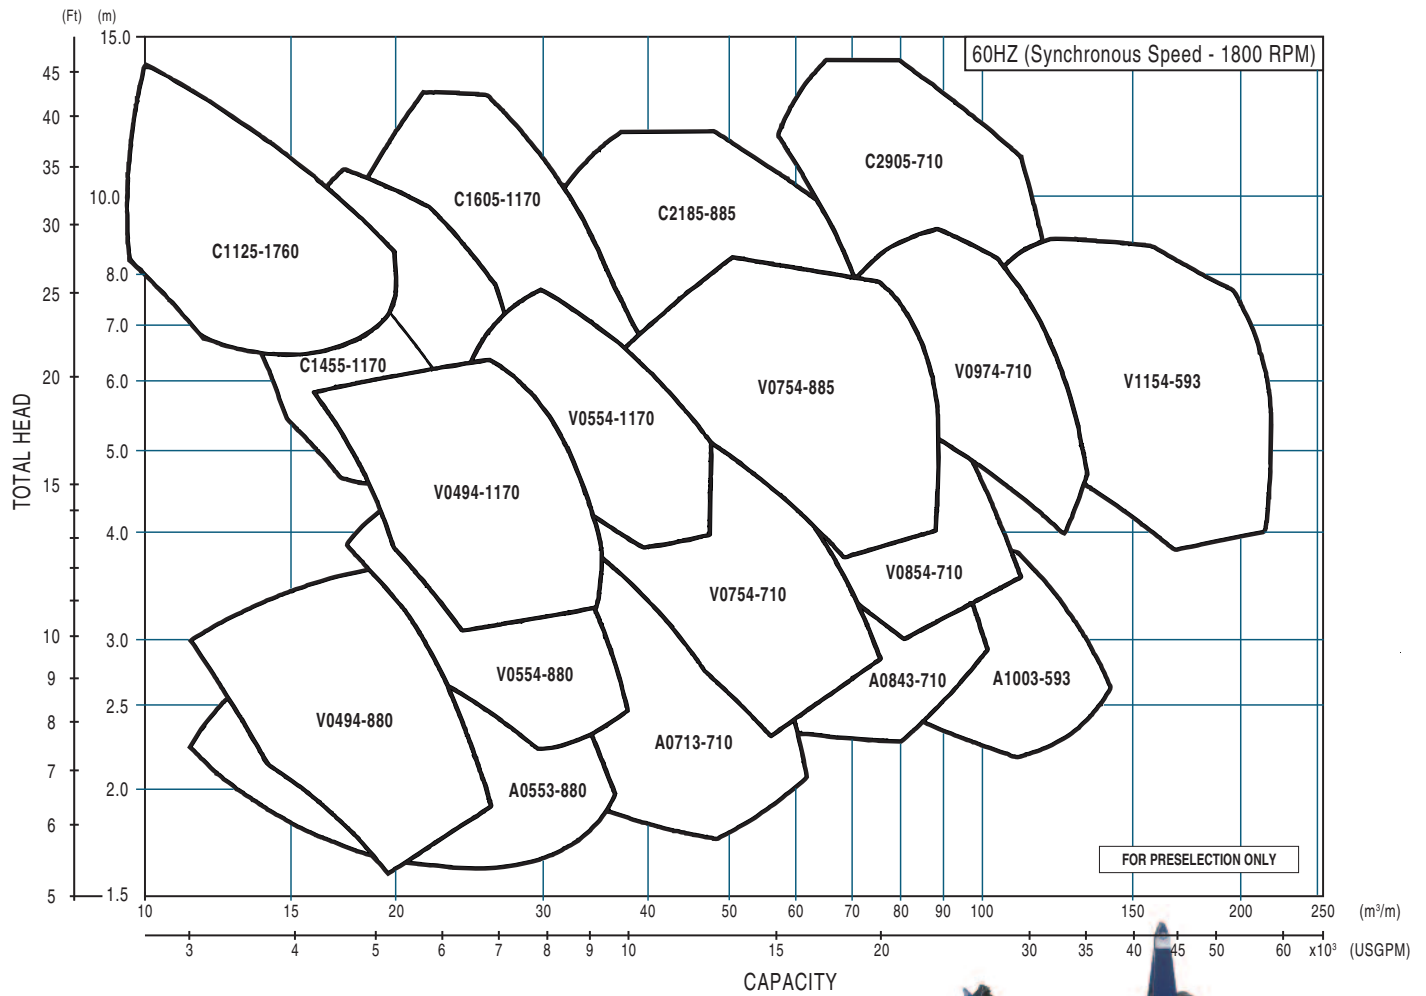 (Ft) (m)
15.0
60HZ (Synchronous Speed - 1800 RPM)
45
40
C2905-710
35
10.0
C1605-1170
C2185-885
30
C1125-1760
8.0
25
7.0
C1455-1170
V0974-710
20
6.0
V0754-885
V1154-593
V0554-1170
TOTAL HEAD
5.0
15
V0494-1170
4.0
V0854-710
V0754-710
10
3.0
V0554-880
A0843-710
A1003-593
9
2.5
8
V0494-880
A0713-710
7
2.0
A0553-880
6
FOR PRESELECTION ONLY
5
1.5
10 15 20 30 40 50 60 70 80 90 100 150 200 250 (m³/m)
3 4 5 6 7 8 9 10 15 20 30 35 40 45 50 60 x10³ (USGPM)
CAPACITY